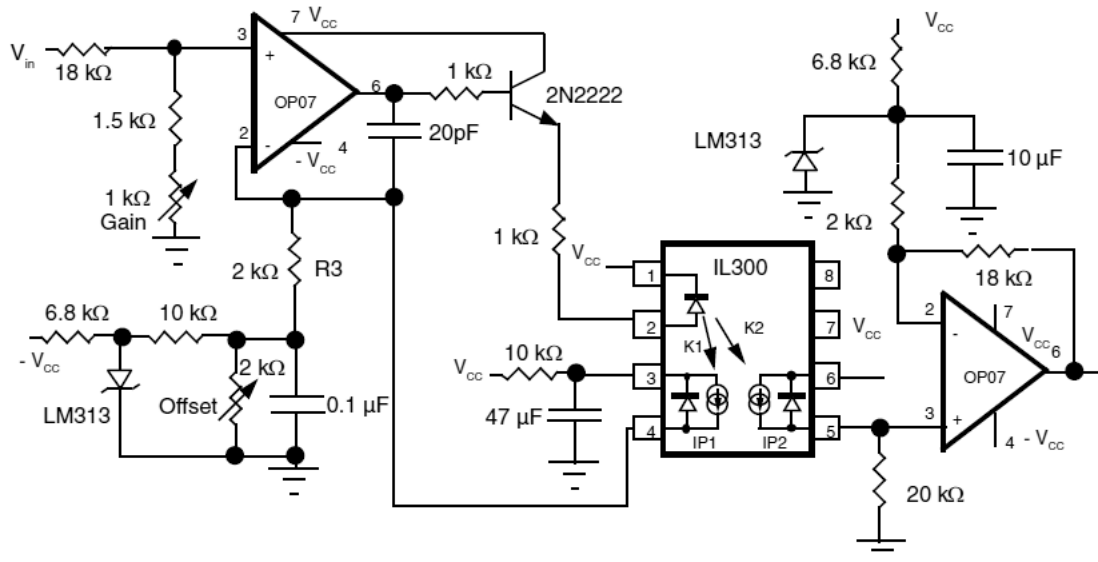 7
V_CC
V_in
18 kΩ
3
+
OP07
6
1.5 kΩ
2
-
4
- V_CC
20pF
1 kΩ
2N2222
1 kΩ
Gain
2 kΩ
R3
1 kΩ
6.8 kΩ
10 kΩ
- V_CC
LM313
2 kΩ
Offset
0.1 µF
V_CC
10 kΩ
47 µF
V_CC
IL300
1
2
3
4
8
7
6
5
K1
K2
IP1
IP2
V_CC
V_CC
6.8 kΩ
LM313
10 µF
2 kΩ
18 kΩ
2
-
7
V_CC
6
OP07
3
+
4
- V_CC
20 kΩ